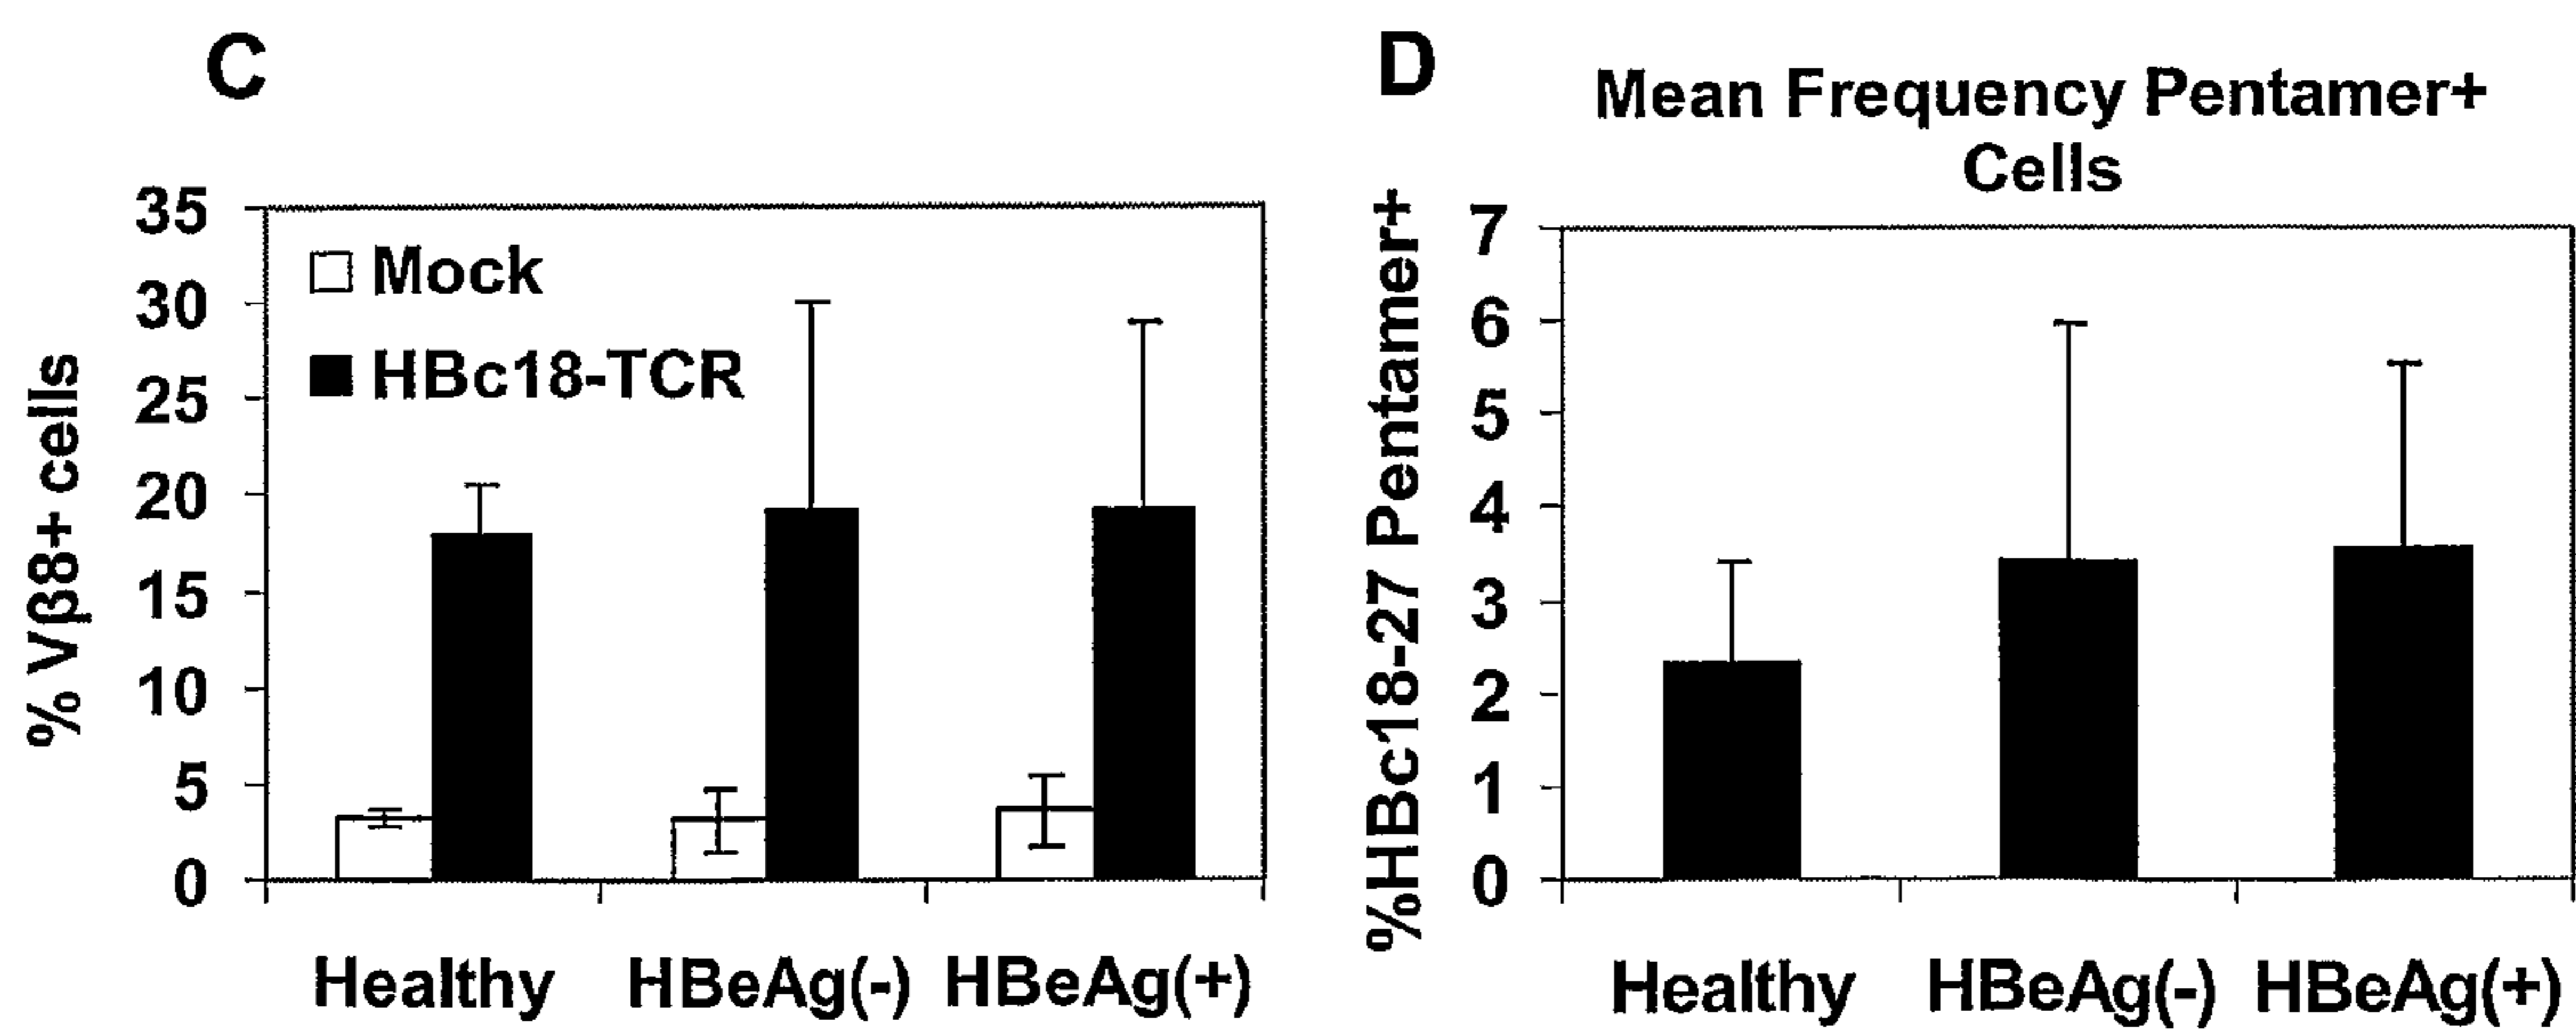 C
% Vβ8+ cells
35
30
25
20
15
10
5
0
Mock
HBc18-TCR
Healthy HBeAg(-) HBeAg(+)
D
Mean Frequency Pentamer+
Cells
%HBc18-27 Pentamer+
7
6
5
4
3
2
1
0
Healthy HBeAg(-) HBeAg(+)